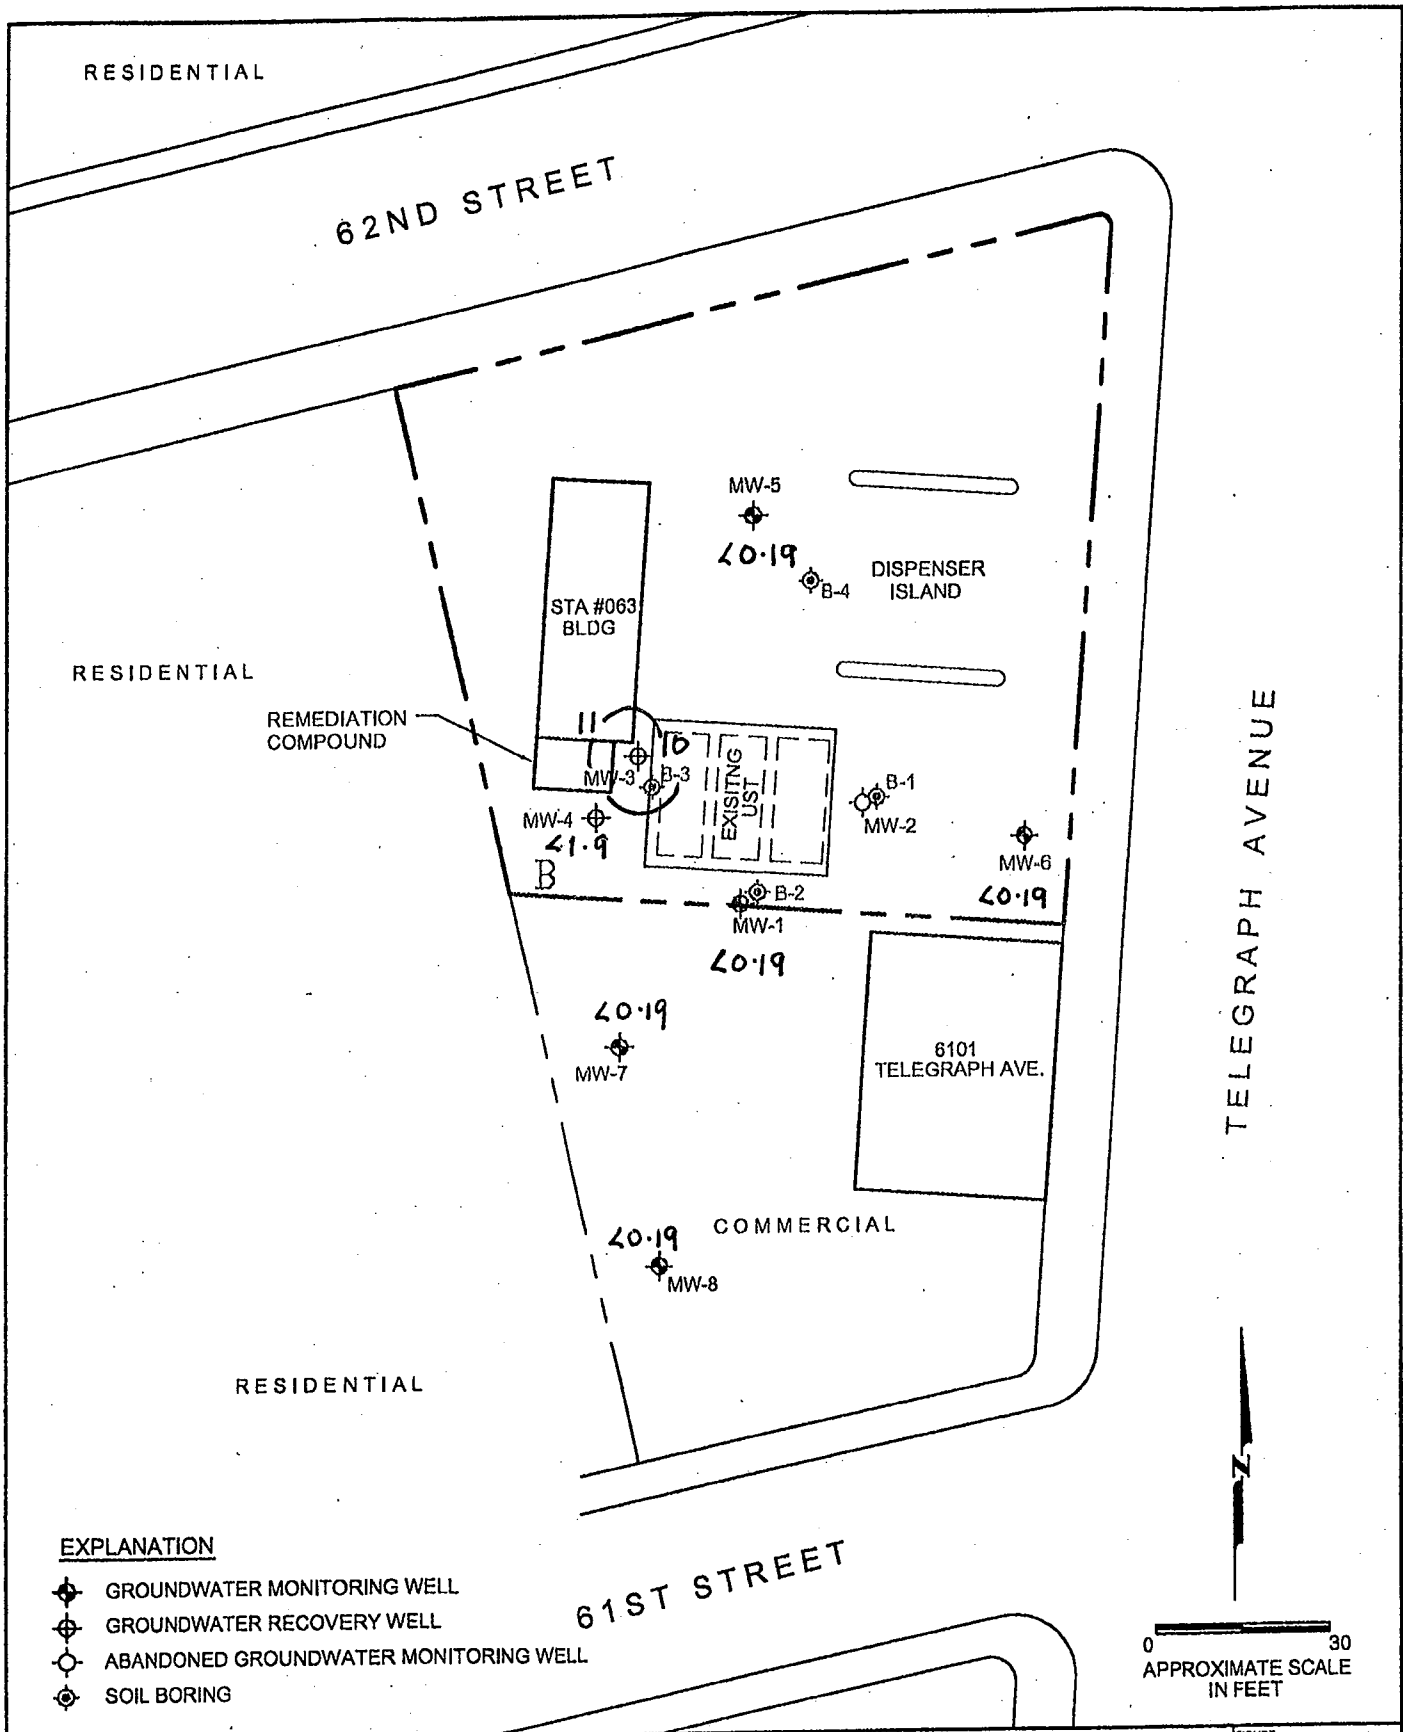 RESIDENTIAL
62ND STREET
MW-5
<0.19
B-4
DISPENSER
ISLAND
STA #063
BLDG
RESIDENTIAL
REMEDIATION
COMPOUND
11
10
MW-3
B-3
EXISITNG
UST
B-1
MW-2
MW-4
<1.9
B
MW-6
<0.19
B-2
MW-1
<0.19
TELEGRAPH AVENUE
<0.19
MW-7
6101
TELEGRAPH AVE.
COMMERCIAL
<0.19
MW-8
RESIDENTIAL
N
EXPLANATION
GROUNDWATER MONITORING WELL
GROUNDWATER RECOVERY WELL
ABANDONED GROUNDWATER MONITORING WELL
SOIL BORING
61ST STREET
0 30
APPROXIMATE SCALE
IN FEET